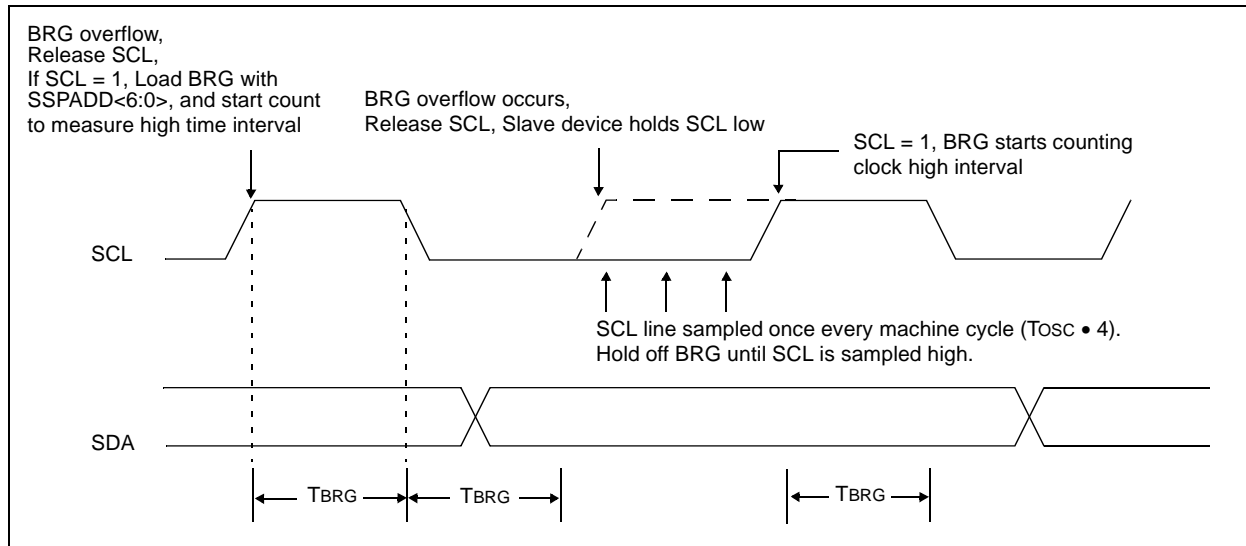 BRG overflow,
Release SCL,
If SCL = 1, Load BRG with
SSPADD<6:0>, and start count
to measure high time interval
BRG overflow occurs,
Release SCL, Slave device holds SCL low
SCL = 1, BRG starts counting
clock high interval
SCL
SCL line sampled once every machine cycle (TOSC • 4).
Hold off BRG until SCL is sampled high.
SDA
TBRG
TBRG
TBRG